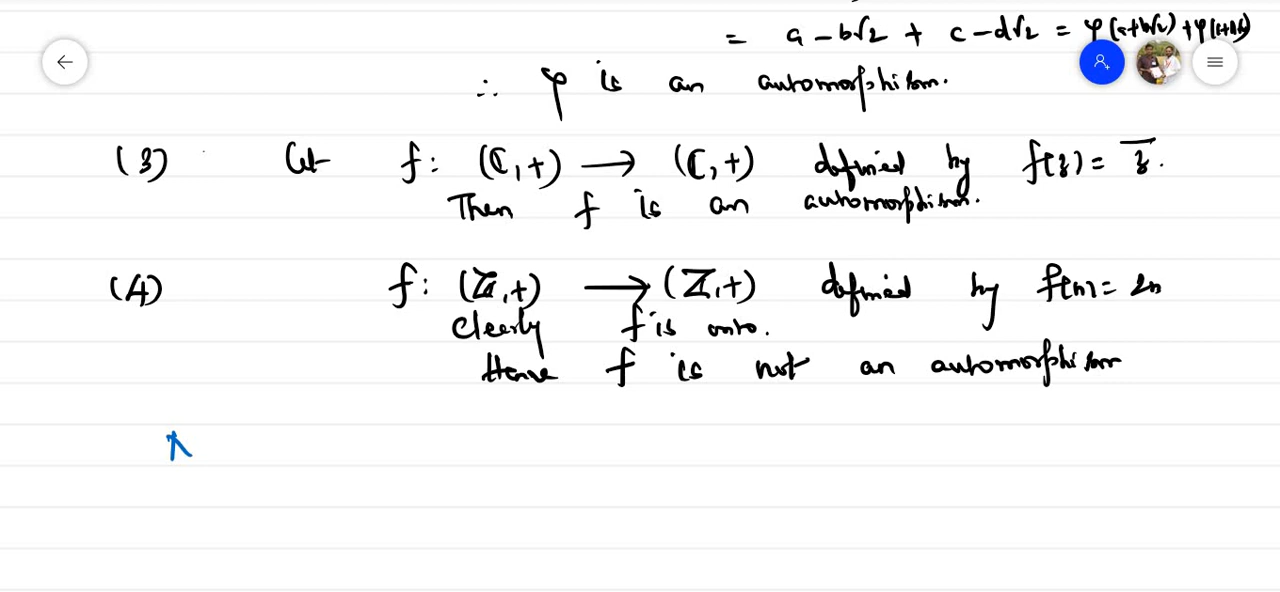 = a - b√2 + c - d√2 = φ(a+b√2) + φ(c+d√2)
∴ φ is an automorphism.
(3) Let f: (ℂ,+) ⟶ (ℂ,+) defined by f(z) = z̄.
Then f is an automorphism.
(4) f: (ℤ,+) ⟶ (ℤ,+) defined by f(n) = 2n
clearly f is onto.
Hence f is not an automorphism